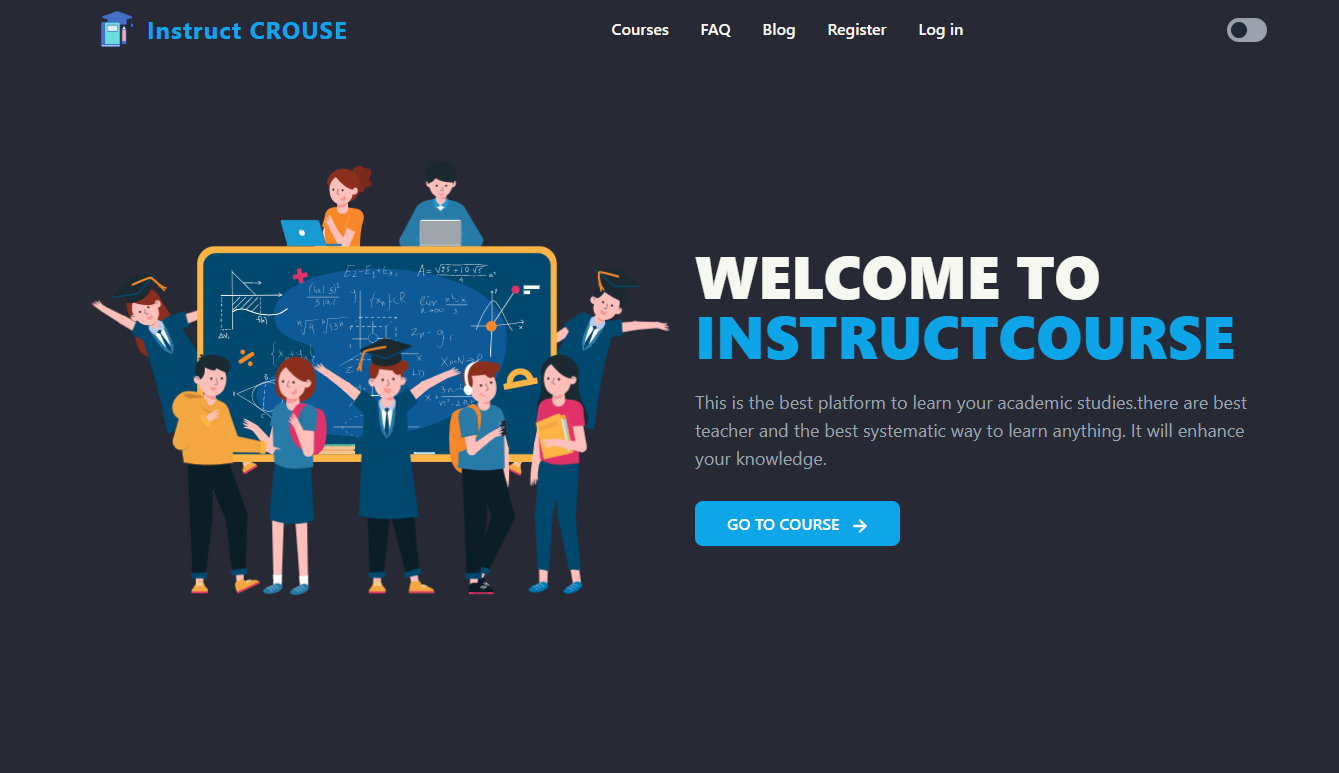 Instruct CROUSE
Courses FAQ Blog Register Log in
WELCOME TO
INSTRUCTCOURSE
This is the best platform to learn your academic studies.there are best
teacher and the best systematic way to learn anything. It will enhance
your knowledge.
GO TO COURSE